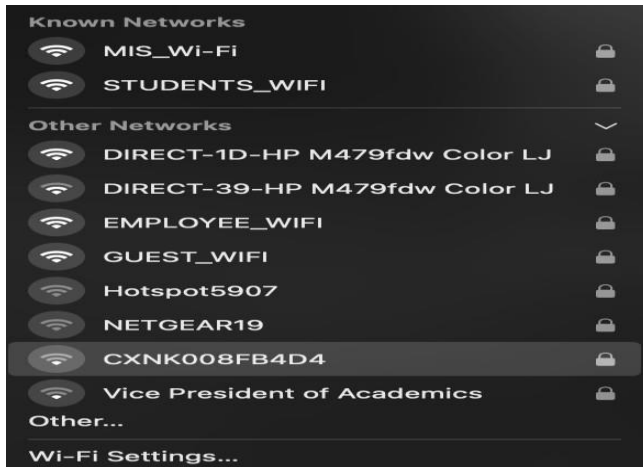 Known Networks
MIS_Wi-Fi
STUDENTS_WIFI
Other Networks
DIRECT-1D-HP M479fdw Color LJ
DIRECT-39-HP M479fdw Color LJ
EMPLOYEE_WIFI
GUEST_WIFI
Hotspot5907
NETGEAR19
CXNK008FB4D4
Vice President of Academics
Other...
Wi-Fi Settings...